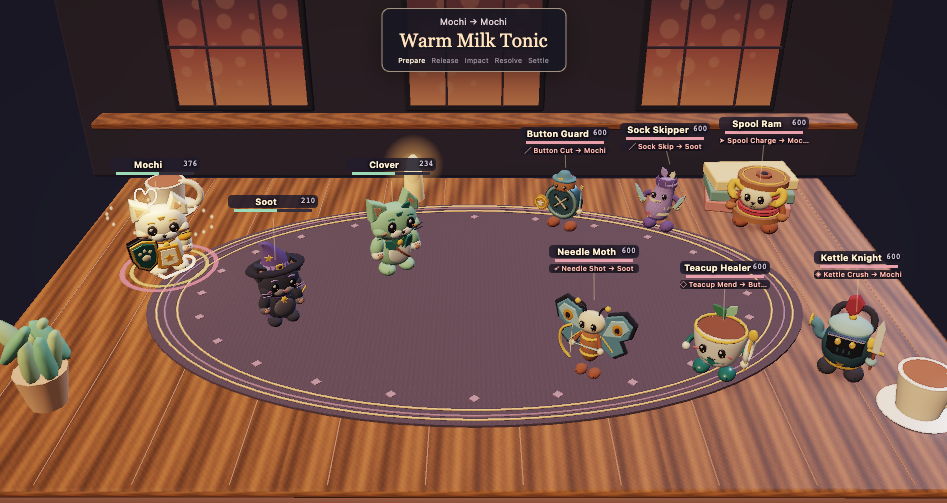 Mochi → Mochi
Warm Milk Tonic
Prepare Release Impact Resolve Settle
Button Guard 600
Button Cut → Mochi
Sock Skipper 600
Sock Skip → Soot
Spool Ram 600
Spool Charge → Moc...
Mochi 376
Clover 234
Soot 210
Needle Moth 600
Needle Shot → Soot
Teacup Healer 600
Teacup Mend → But...
Kettle Knight 600
Kettle Crush → Mochi